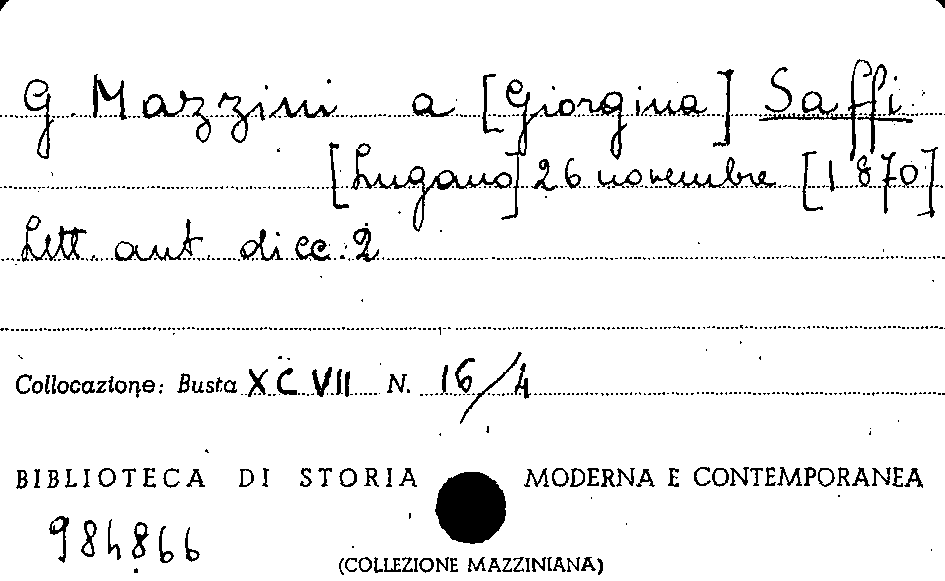 G. Mazzini a [Giorgina] Saffi
[Lugano] 26 novembre [1870]
Lett. aut. di cc. 2
Collocazione: Busta XCVII N. 16/4
BIBLIOTECA DI STORIA MODERNA E CONTEMPORANEA
984866
(COLLEZIONE MAZZINIANA)